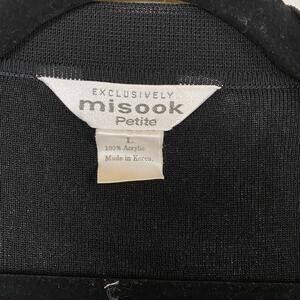 EXCLUSIVELY
misook
Petite
L
100% Acrylic
Made in Korea.